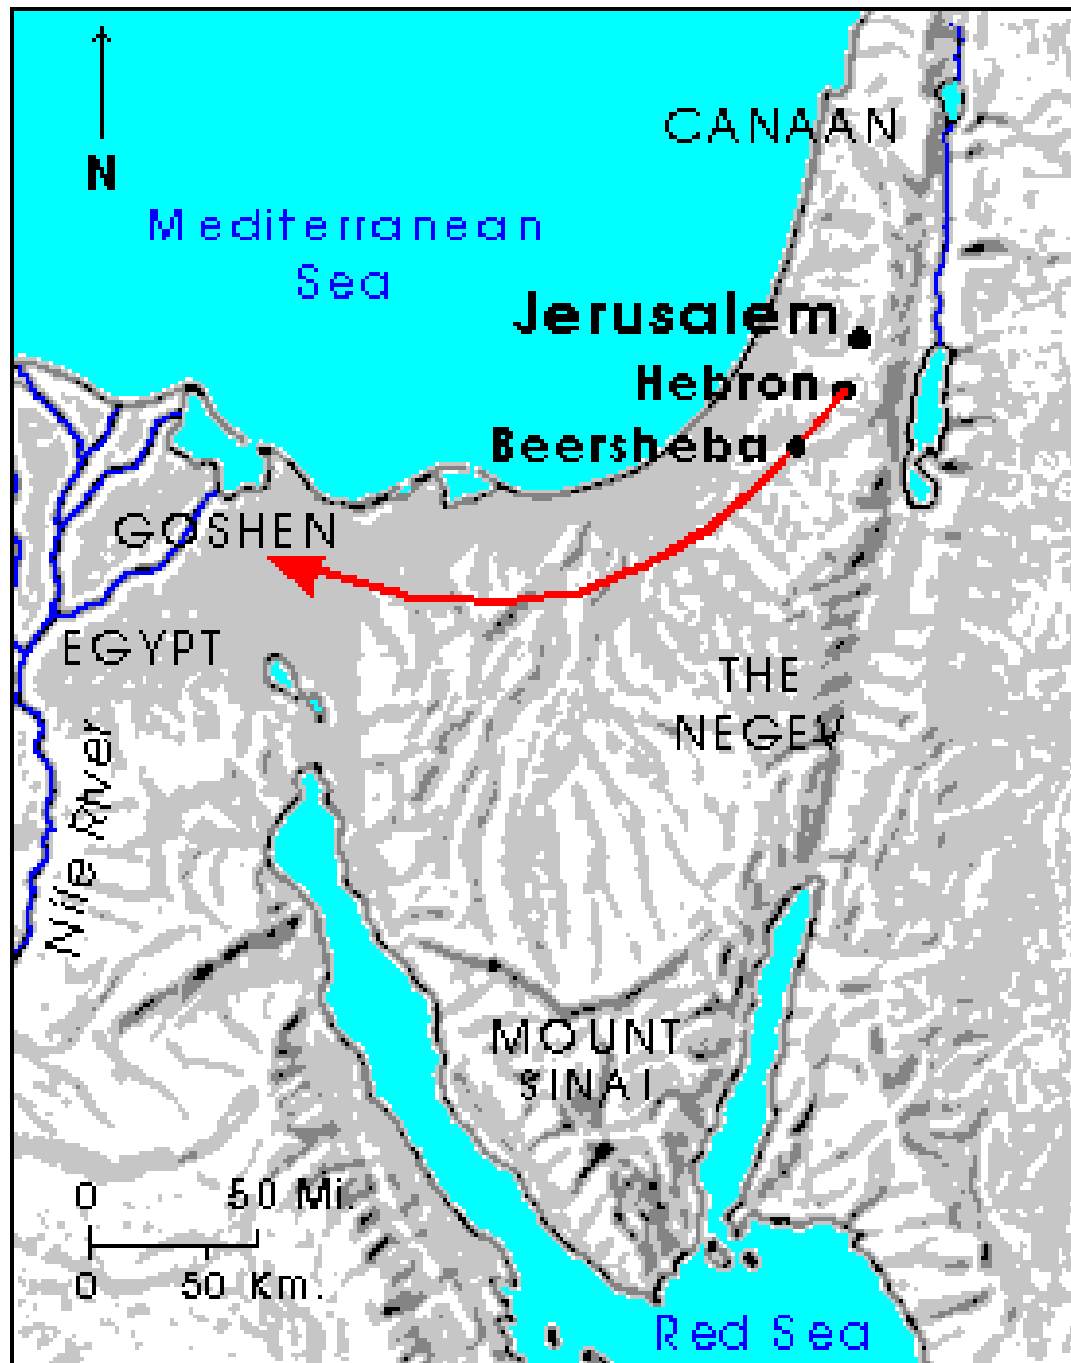 N
CANAAN
Mediterranean
Sea
Jerusalem
Hebron
Beersheba
GOSHEN
EGYPT
THE
NEGEV
Nile River
MOUNT
SINAI
0 50 Mi.
0 50 Km.
Red Sea